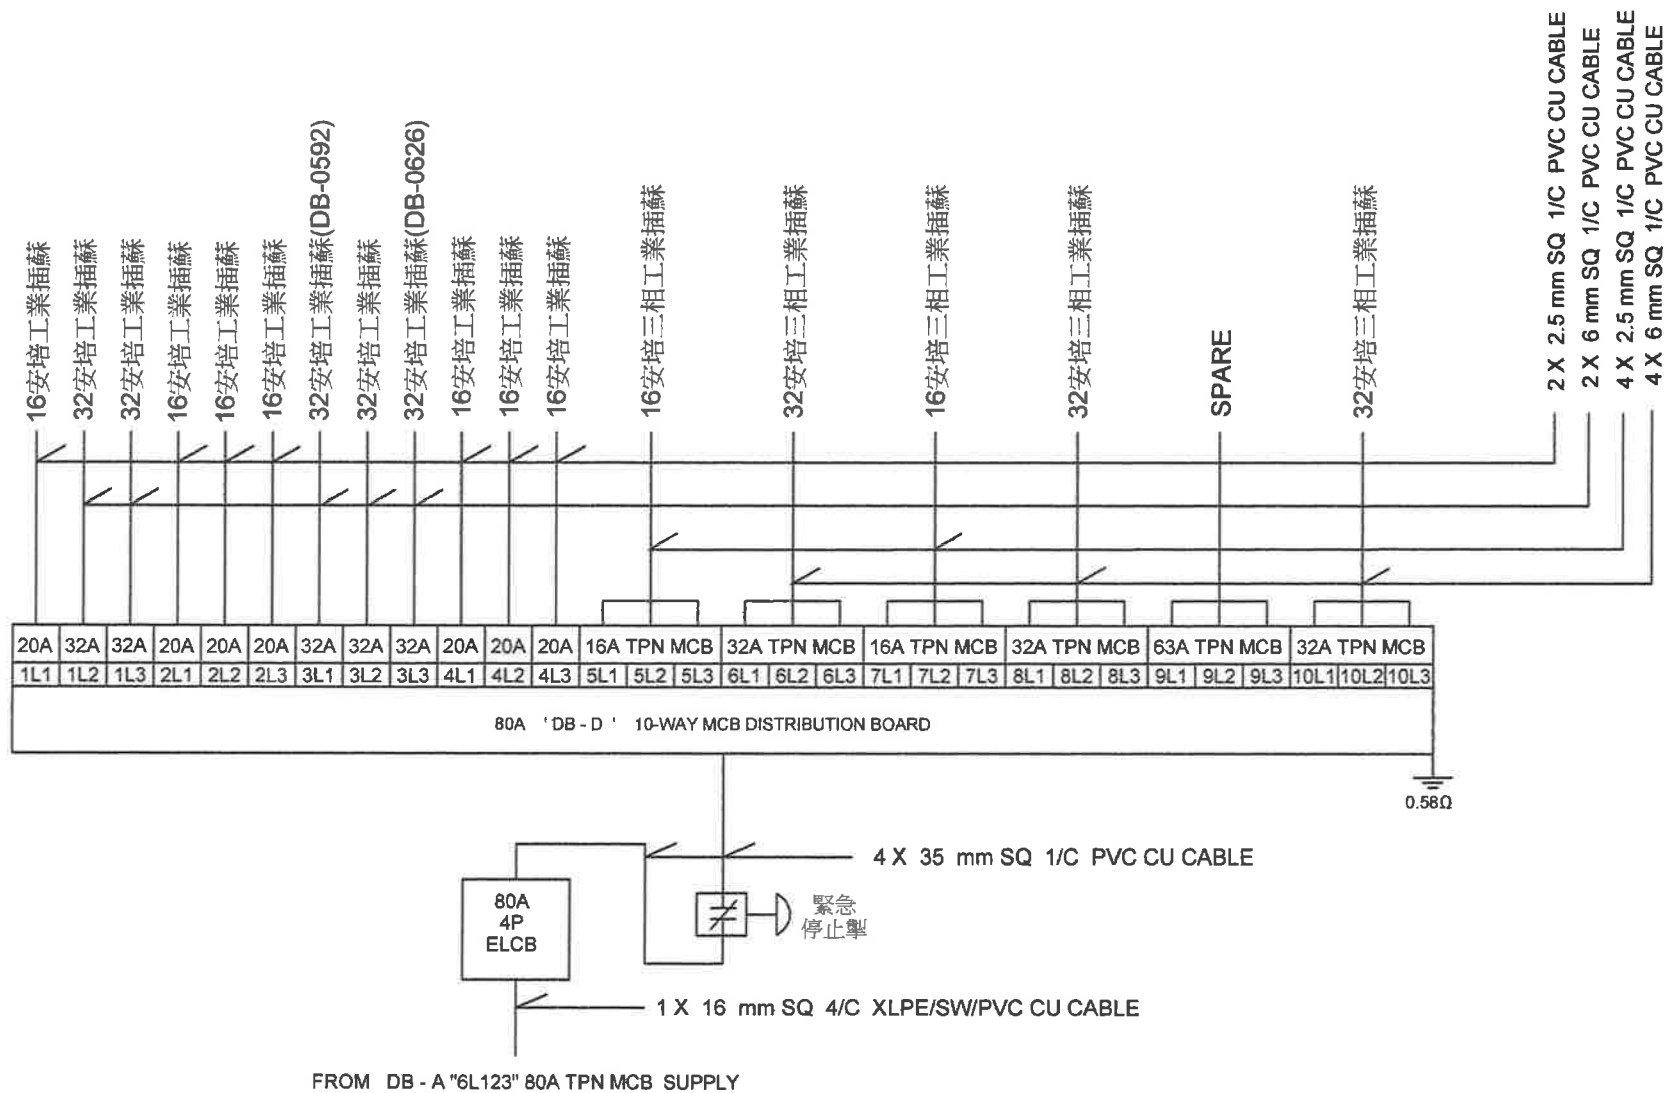 2 X 2.5 mm SQ 1/C PVC CU CABLE
2 X 6 mm SQ 1/C PVC CU CABLE
4 X 2.5 mm SQ 1/C PVC CU CABLE
4 X 6 mm SQ 1/C PVC CU CABLE
16安培工業插蘇
32安培工業插蘇
32安培工業插蘇
16安培工業插蘇
16安培工業插蘇
16安培工業插蘇
32安培工業插蘇(DB-0592)
32安培工業插蘇
32安培工業插蘇(DB-0626)
16安培工業插蘇
16安培工業插蘇
16安培工業插蘇
16安培三相工業插蘇
32安培三相工業插蘇
16安培三相工業插蘇
32安培三相工業插蘇
SPARE
32安培三相工業插蘇
20A 32A 32A 20A 20A 20A 32A 32A 32A 20A 20A 20A 16A TPN MCB 32A TPN MCB 16A TPN MCB 32A TPN MCB 63A TPN MCB 32A TPN MCB
1L1 1L2 1L3 2L1 2L2 2L3 3L1 3L2 3L3 4L1 4L2 4L3 5L1 5L2 5L3 6L1 6L2 6L3 7L1 7L2 7L3 8L1 8L2 8L3 9L1 9L2 9L3 10L1 10L2 10L3
80A ' DB - D ' 10-WAY MCB DISTRIBUTION BOARD
0.58Ω
4 X 35 mm SQ 1/C PVC CU CABLE
80A
4P
ELCB
緊急
停止掣
1 X 16 mm SQ 4/C XLPE/SW/PVC CU CABLE
FROM DB - A "6L123" 80A TPN MCB SUPPLY